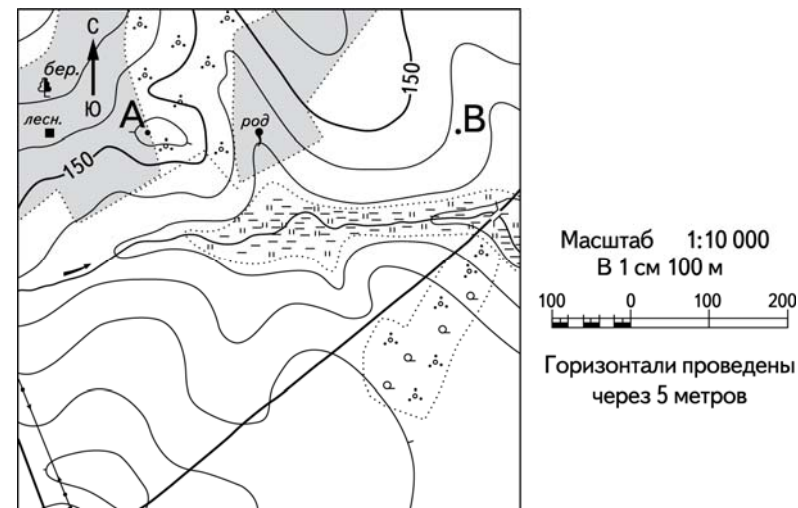 С
бер.
Ю
лесн.
А
род
В
150
150
Масштаб 1:10 000
В 1 см 100 м
100 0 100 200
Горизонтали проведены
через 5 метров